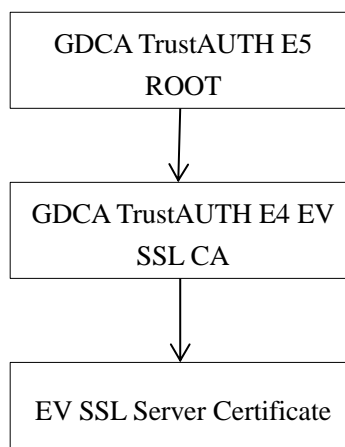 GDCA TrustAUTH E5
ROOT
GDCA TrustAUTH E4 EV
SSL CA
EV SSL Server Certificate